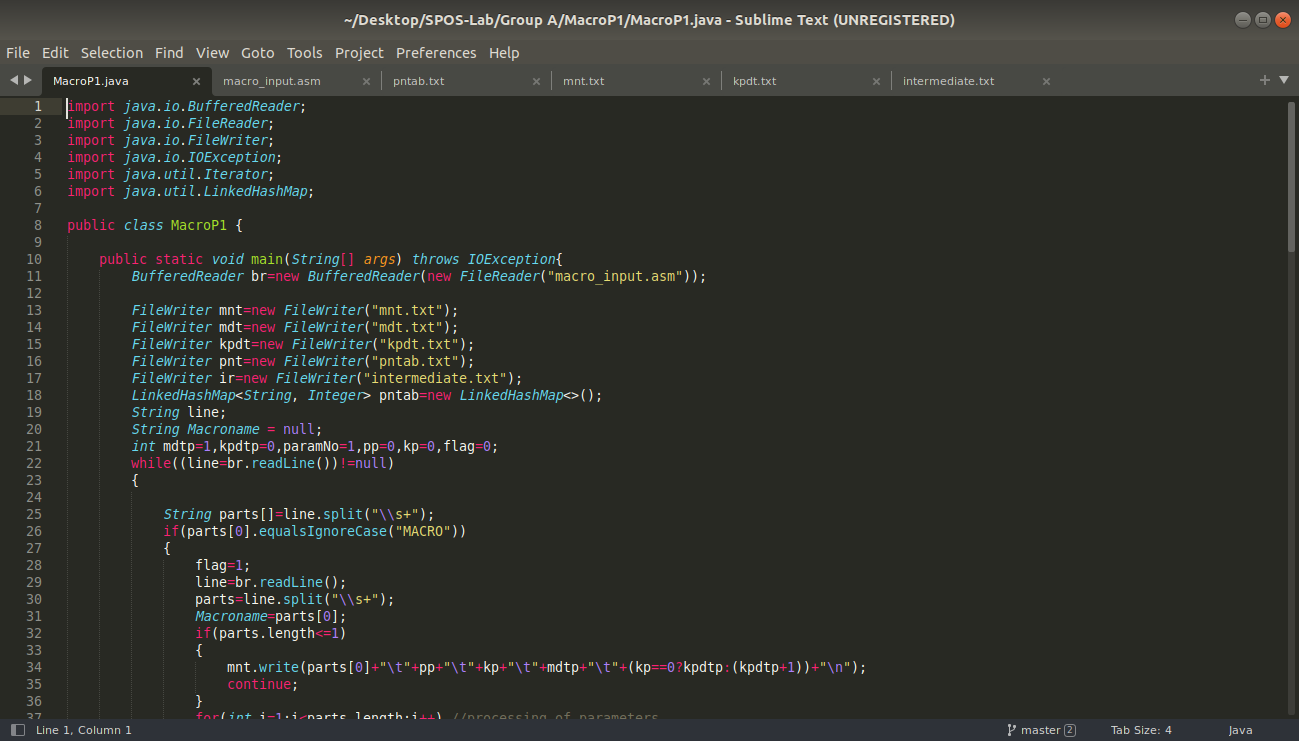 ~/Desktop/SPOS-Lab/Group A/MacroP1/MacroP1.java - Sublime Text (UNREGISTERED)
File Edit Selection Find View Goto Tools Project Preferences Help
MacroP1.java macro_input.asm pntab.txt mnt.txt kpdt.txt intermediate.txt
1 import java.io.BufferedReader;
2 import java.io.FileReader;
3 import java.io.FileWriter;
4 import java.io.IOException;
5 import java.util.Iterator;
6 import java.util.LinkedHashMap;
7
8 public class MacroP1 {
9
10 public static void main(String[] args) throws IOException{
11 BufferedReader br=new BufferedReader(new FileReader("macro_input.asm"));
12
13 FileWriter mnt=new FileWriter("mnt.txt");
14 FileWriter mdt=new FileWriter("mdt.txt");
15 FileWriter kpdt=new FileWriter("kpdt.txt");
16 FileWriter pnt=new FileWriter("pntab.txt");
17 FileWriter ir=new FileWriter("intermediate.txt");
18 LinkedHashMap<String, Integer> pntab=new LinkedHashMap<>();
19 String line;
20 String Macroname = null;
21 int mdtp=1,kpdtp=0,paramNo=1,pp=0,kp=0,flag=0;
22 while((line=br.readLine())!=null)
23 {
24
25 String parts[]=line.split("\\s+");
26 if(parts[0].equalsIgnoreCase("MACRO"))
27 {
28 flag=1;
29 line=br.readLine();
30 parts=line.split("\\s+");
31 Macroname=parts[0];
32 if(parts.length<=1)
33 {
34 mnt.write(parts[0]+"\t"+pp+"\t"+kp+"\t"+mdtp+"\t"+(kp==0?kpdtp:(kpdtp+1))+"\n");
35 continue;
36 }
37 for(int i=1;i<parts.length;i++) //processing of parameters
Line 1, Column 1 master 2 Tab Size: 4 Java